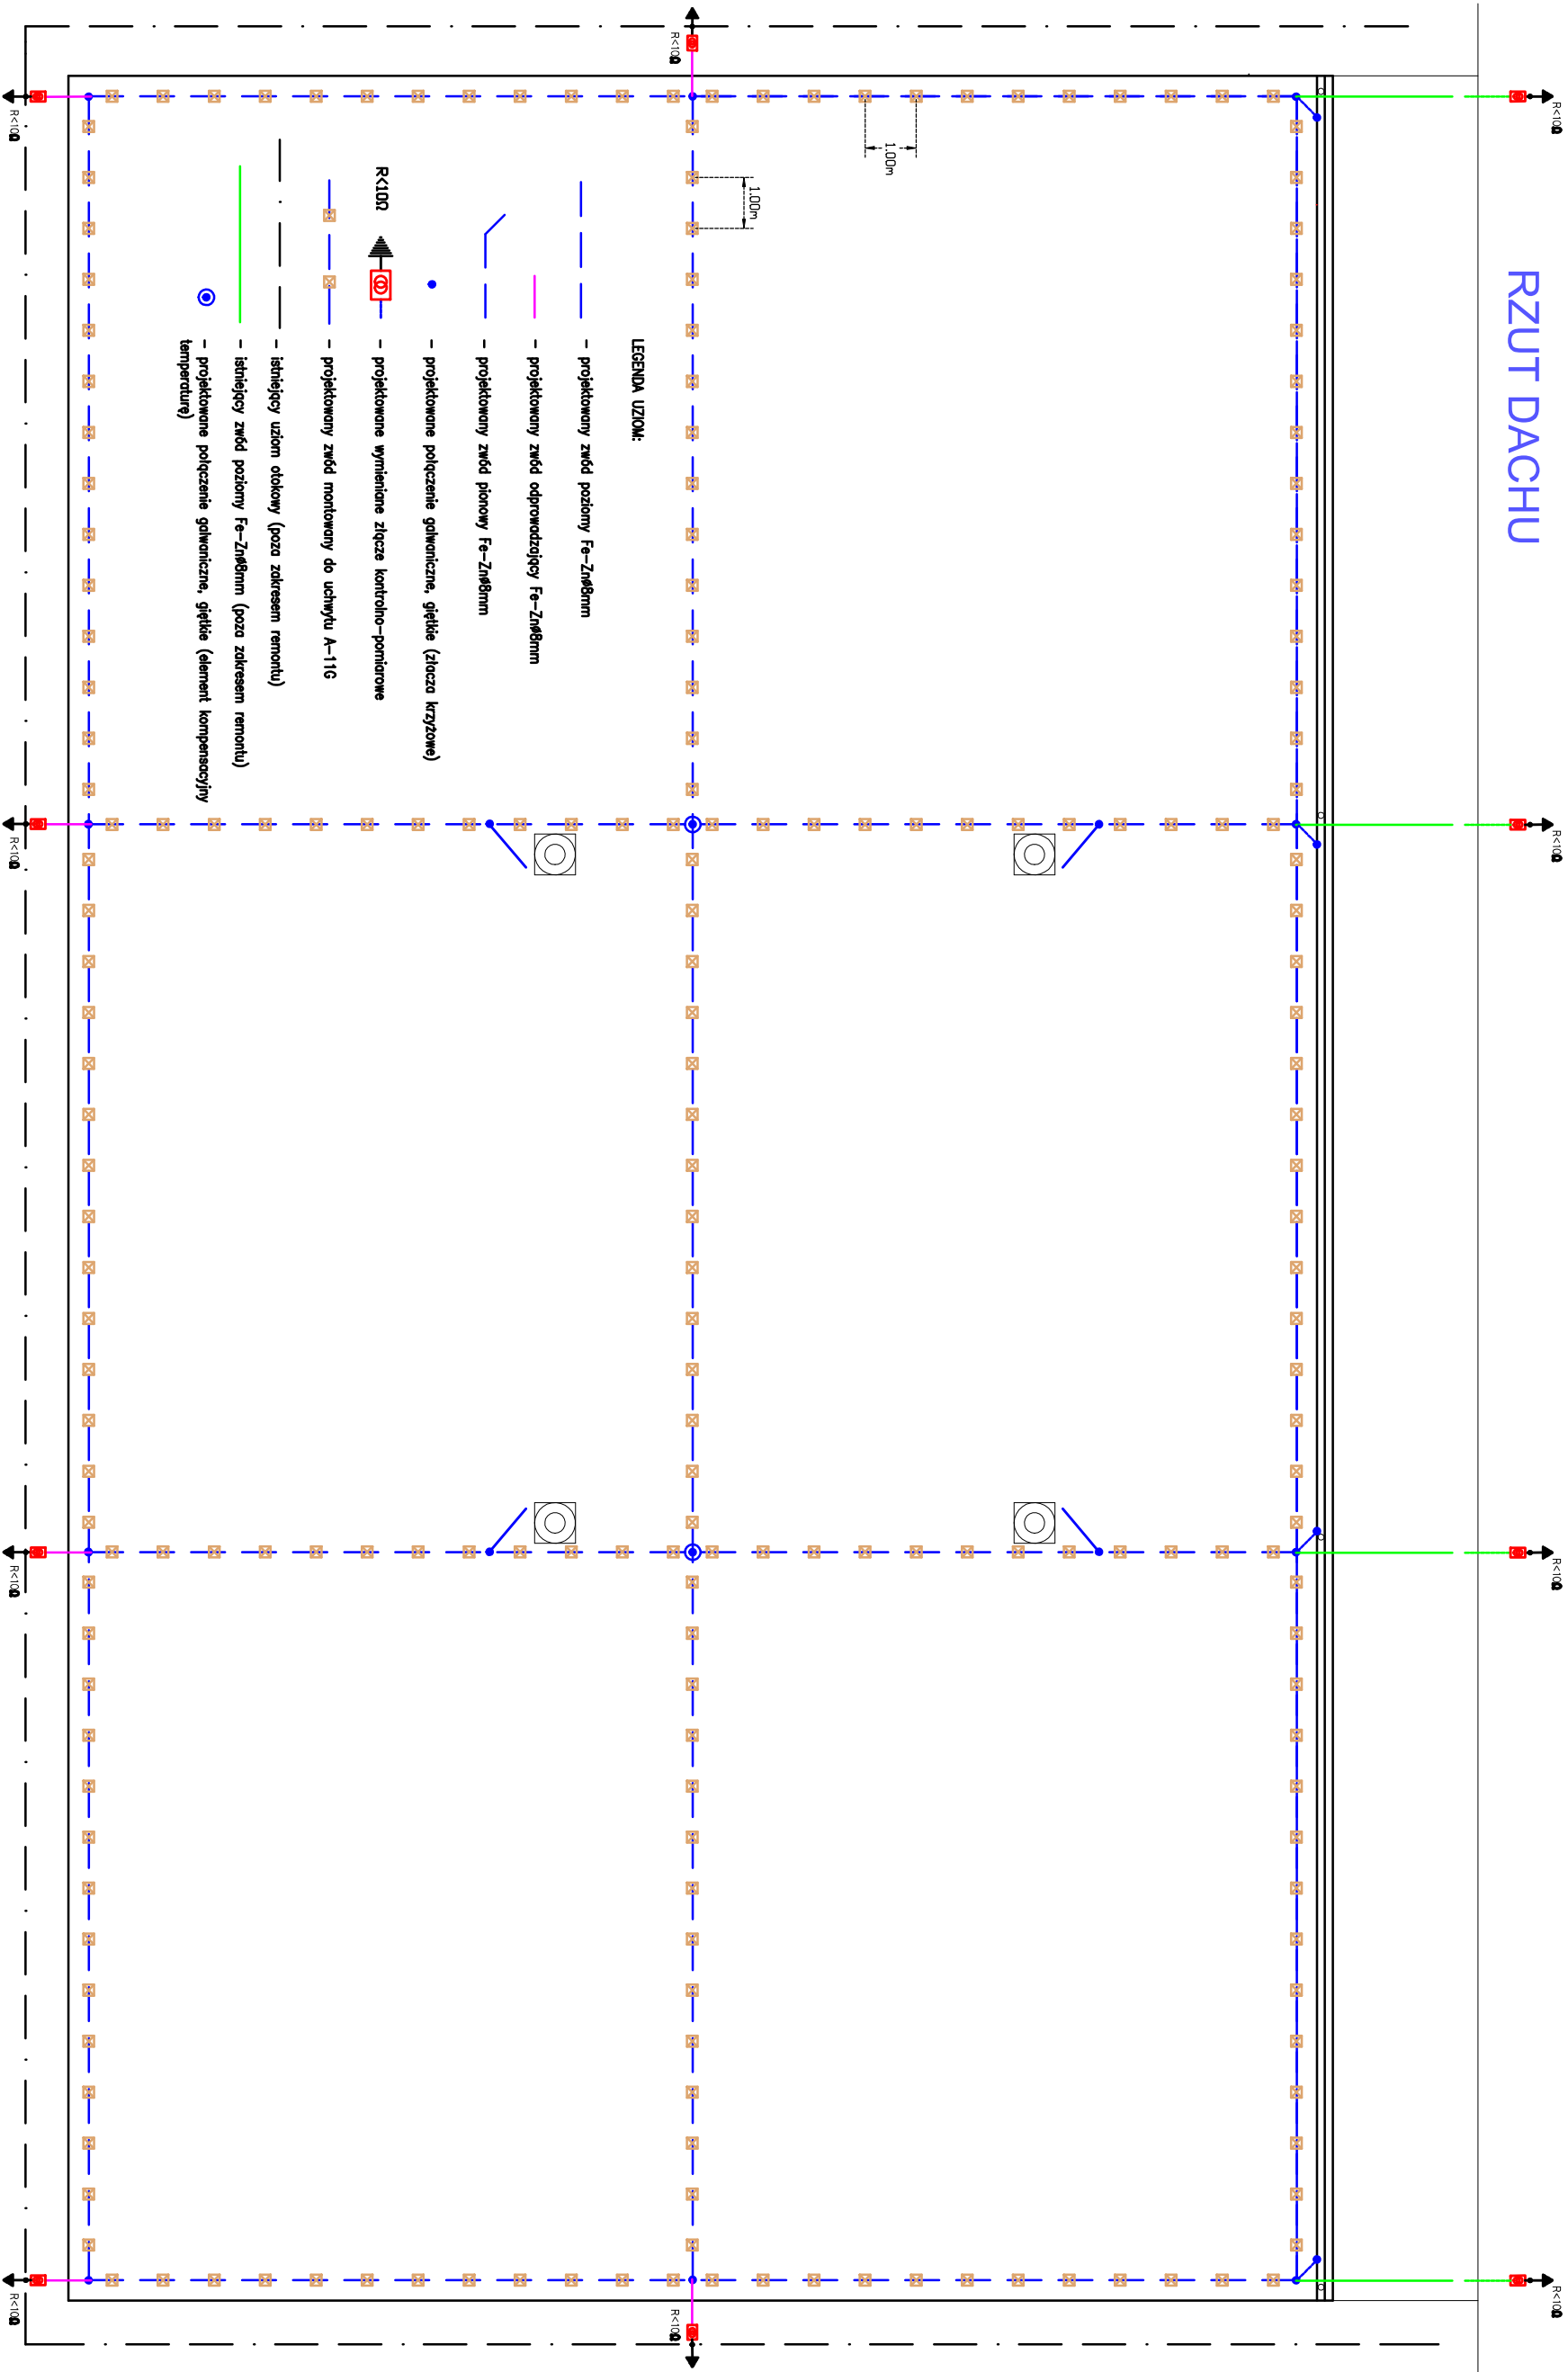 RZUT DACHU
R<10Ω
R<10Ω
R<10Ω
R<10Ω
1.00m
1.00m
R<10Ω
R<10Ω
LEGENDA UZIOM:
- projektowany zwód poziomy Fe-Znø8mm
- projektowany zwód odprowadzający Fe-Znø8mm
- projektowany zwód pionowy Fe-Znø8mm
- projektowane połączenie galwaniczne, giętkie (złacza krzyżowe)
R<10Ω - projektowane wymieniane złącze kontrolno-pomiarowe
- projektowany zwód montowany do uchwytu A-11G
- istniejący uziom otokowy (poza zakresem remontu)
- istniejący zwód poziomy Fe-Znø8mm (poza zakresem remontu)
- projektowane połączenie galwaniczne, giętkie (element kompensacyjny
temperaturę)
R<10Ω
R<10Ω
R<10Ω
R<10Ω